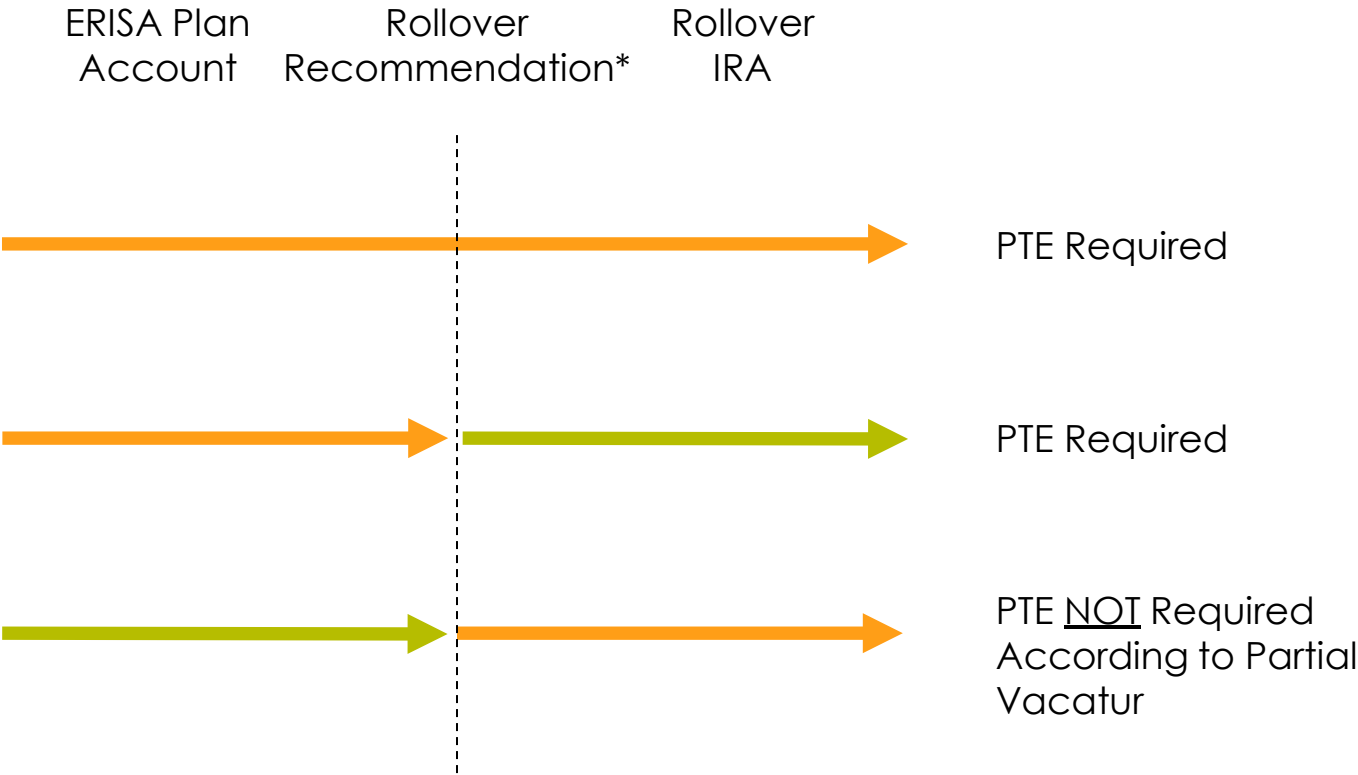 ERISA Plan
Account
Rollover
Recommendation*
Rollover
IRA
PTE Required
PTE Required
PTE NOT Required
According to Partial
Vacatur